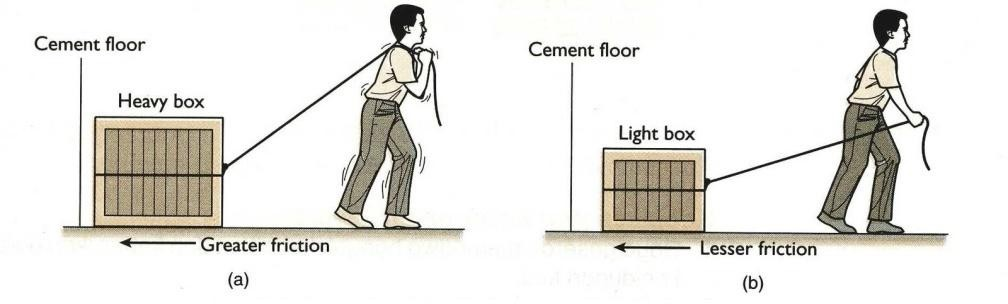 Cement floor
Heavy box
Greater friction
(a)
Cement floor
Light box
Lesser friction
(b)